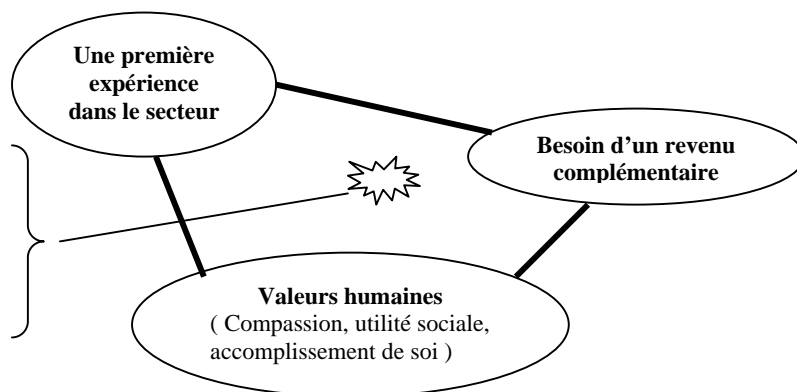 Une première
expérience
dans le secteur
Besoin d’un revenu
complémentaire
Valeurs humaines
( Compassion, utilité sociale,
accomplissement de soi )